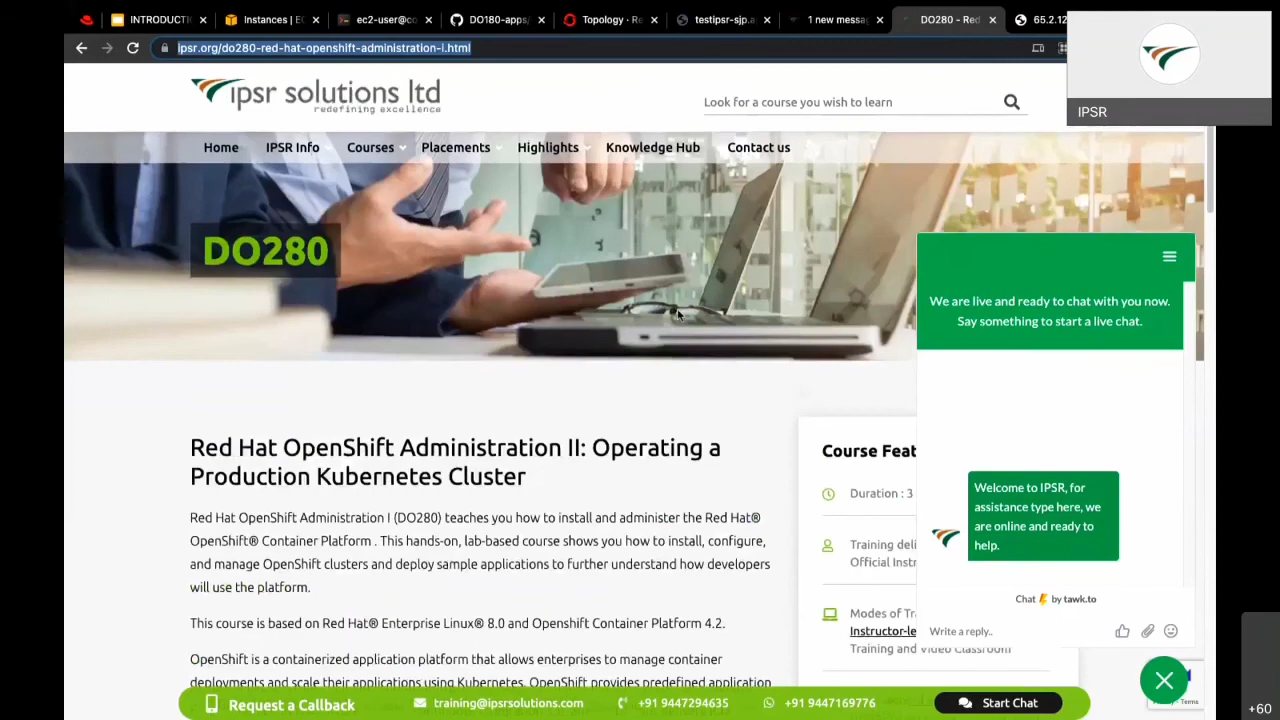 INTRODUCTI
Instances | EC
ec2-user@co
DO180-apps/
Topology · Re
testipsr-sjp.a
1 new messa
DO280 - Red
65.2.12
ipsr.org/do280-red-hat-openshift-administration-i.html
IPSR
ipsr solutions ltd
redefining excellence
Look for a course you wish to learn
Home
IPSR Info
Courses
Placements
Highlights
Knowledge Hub
Contact us
DO280
We are live and ready to chat with you now.
Say something to start a live chat.
Red Hat OpenShift Administration II: Operating a
Production Kubernetes Cluster
Red Hat OpenShift Administration I (DO280) teaches you how to install and administer the Red Hat®
OpenShift® Container Platform . This hands-on, lab-based course shows you how to install, configure,
and manage OpenShift clusters and deploy sample applications to further understand how developers
will use the platform.
This course is based on Red Hat® Enterprise Linux® 8.0 and Openshift Container Platform 4.2.
OpenShift is a containerized application platform that allows enterprises to manage container
deployments and scale their applications using Kubernetes. OpenShift provides predefined application
Course Feat
Duration : 3
Training deli
Official Inst
Modes of Tr
Instructor-le
Training and Video Classroom
Welcome to IPSR, for
assistance type here, we
are online and ready to
help.
Chat by tawk.to
Write a reply..
Request a Callback
training@ipsrsolutions.com
+91 9447294635
+91 9447169776
Start Chat
Terms
+60